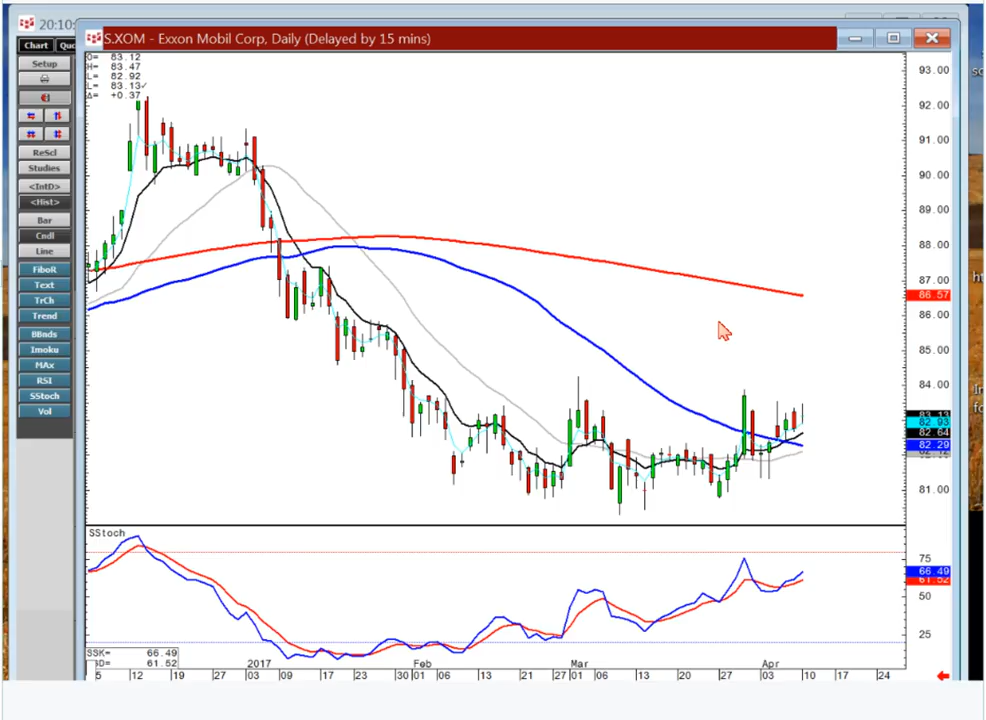 20:10:
S.XOM - Exxon Mobil Corp, Daily (Delayed by 15 mins)
Chart
Quo
Setup
ReScl
Studies
<IntD>
<Hist>
Bar
Cndl
Line
FiboR
Text
TrCh
Trend
BBnds
Imoku
MAx
RSI
SStoch
Vol
O= 83.12
H= 83.47
L= 82.92
L= 83.13✓
Δ= +0.37
93.00
92.00
91.00
90.00
89.00
88.00
87.00
86.57
86.00
85.00
84.00
83.13
82.93
82.64
82.29
81.00
SStoch
75
66.49
61.52
50
25
SSK= 66.49
SD= 61.52
2017
Feb
Mar
Apr
5
12
19
27
03
09
17
23
30
01
06
13
21
27
01
06
13
20
27
03
10
17
24